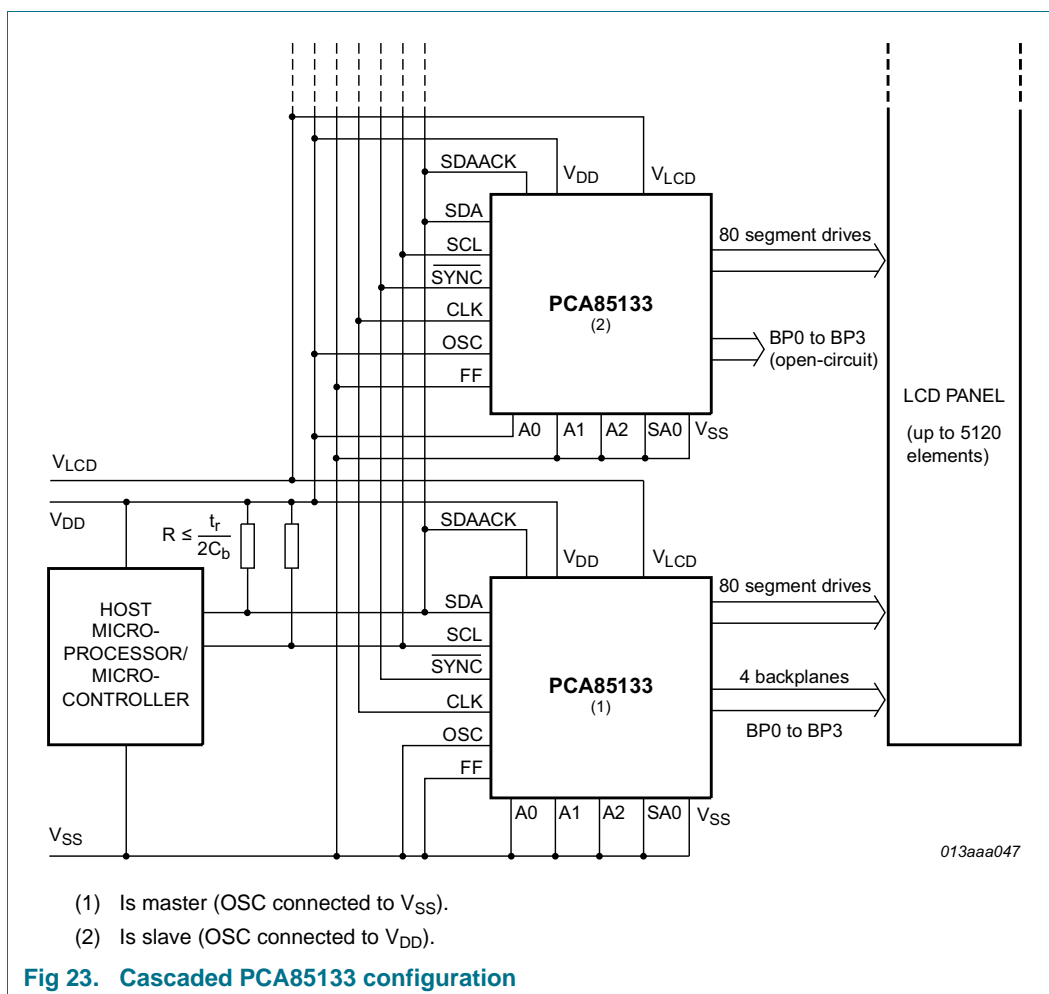 SDAACK
VDD
VLCD
SDA
SCL
SYNC
CLK
OSC
FF
PCA85133
(2)
A0 A1 A2 SA0 VSS
80 segment drives
BP0 to BP3
(open-circuit)
LCD PANEL
(up to 5120
elements)
VLCD
VDD
R ≤ tr
2Cb
HOST
MICRO-
PROCESSOR/
MICRO-
CONTROLLER
VSS
SDAACK
VDD
VLCD
SDA
SCL
SYNC
CLK
OSC
FF
PCA85133
(1)
A0 A1 A2 SA0 VSS
80 segment drives
4 backplanes
BP0 to BP3
013aaa047
(1) Is master (OSC connected to VSS).
(2) Is slave (OSC connected to VDD).
Fig 23. Cascaded PCA85133 configuration